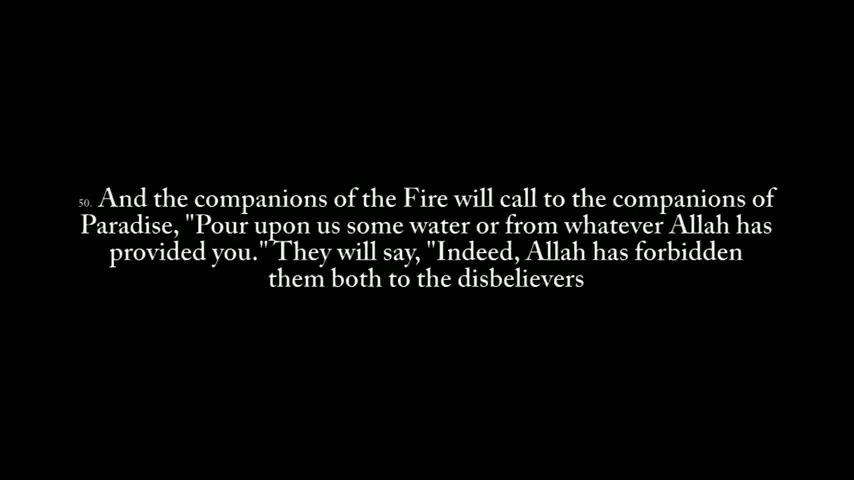 50. And the companions of the Fire will call to the companions of
Paradise, "Pour upon us some water or from whatever Allah has
provided you." They will say, "Indeed, Allah has forbidden
them both to the disbelievers